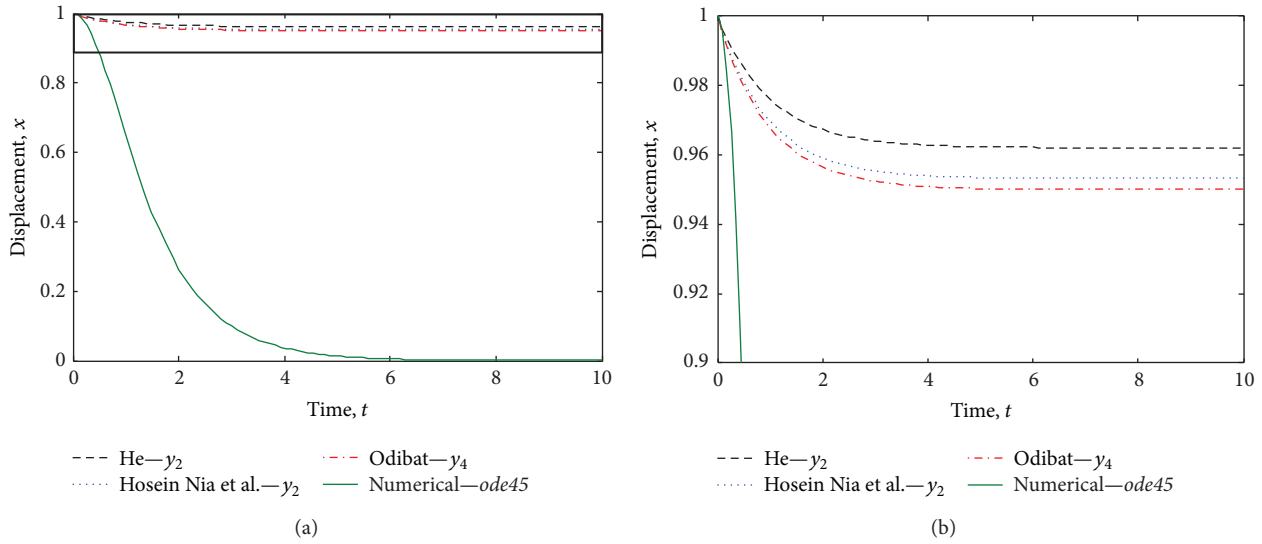 1
0.8
0.6
0.4
0.2
0
Displacement, x
0 2 4 6 8 10
Time, t
He—y2
Hosein Nia et al.—y2
Odibat—y4
Numerical—ode45
(a)
1
0.98
0.96
0.94
0.92
0.9
Displacement, x
0 2 4 6 8 10
Time, t
He—y2
Hosein Nia et al.—y2
Odibat—y4
Numerical—ode45
(b)